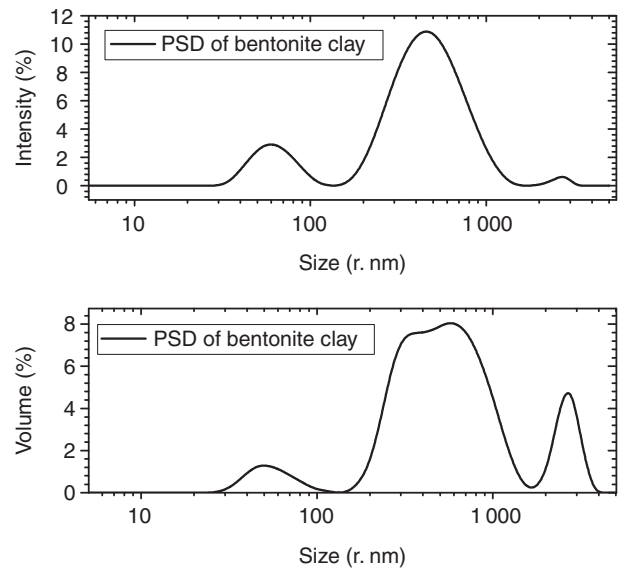 12
10
8
6
4
2
0
Intensity (%)
PSD of bentonite clay
10 100 1 000
Size (r. nm)
8
6
4
2
0
Volume (%)
PSD of bentonite clay
10 100 1 000
Size (r. nm)